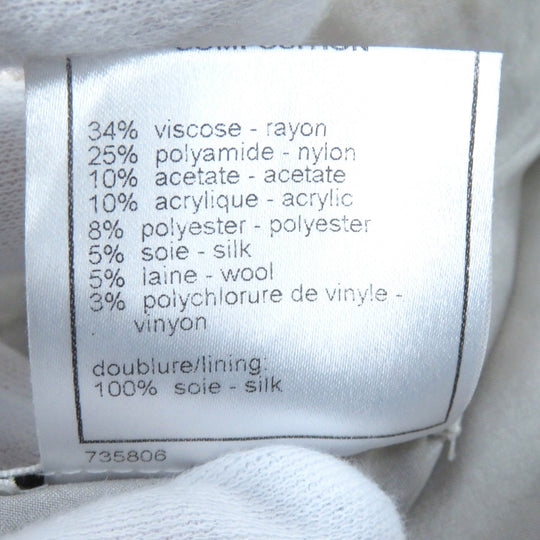 COMPOSITION
34% viscose - rayon
25% polyamide - nylon
10% acetate - acetate
10% acrylique - acrylic
8% polyester - polyester
5% soie - silk
5% laine - wool
3% polychlorure de vinyle -
vinyon
doublure/lining:
100% soie - silk
735806